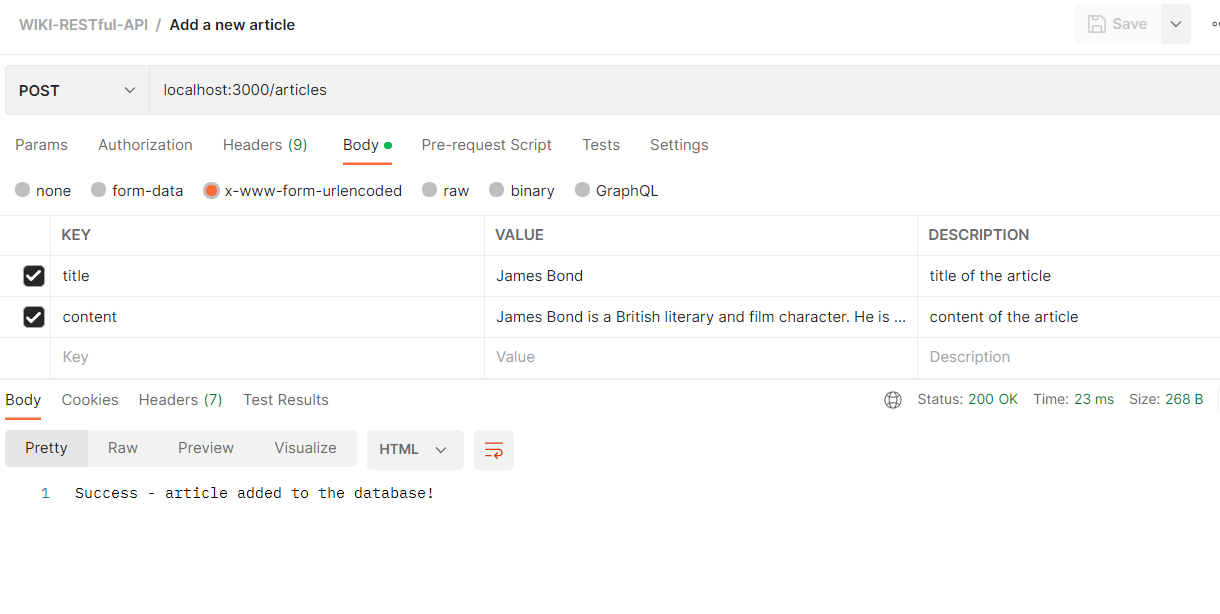 WIKI-RESTful-API / Add a new article Save
POST localhost:3000/articles
Params Authorization Headers (9) Body Pre-request Script Tests Settings
none form-data x-www-form-urlencoded raw binary GraphQL
KEY VALUE DESCRIPTION
title James Bond title of the article
content James Bond is a British literary and film character. He is ... content of the article
Key Value Description
Body Cookies Headers (7) Test Results Status: 200 OK Time: 23 ms Size: 268 B
Pretty Raw Preview Visualize HTML
1 Success - article added to the database!